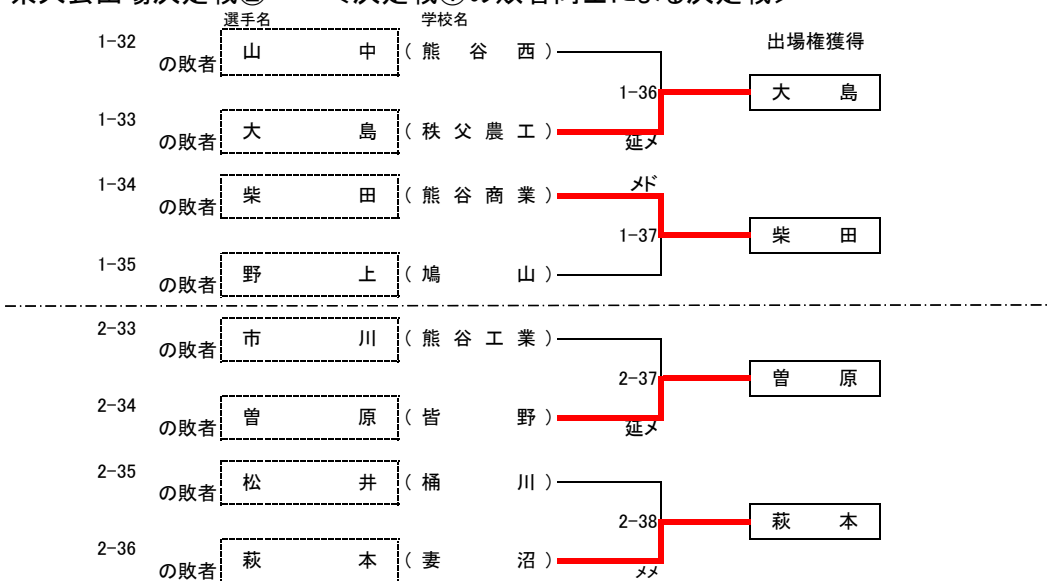 選手名 学校名
1-32 の敗者 山 中 ( 熊 谷 西 ) 出場権獲得
1-36 大 島
1-33 の敗者 大 島 ( 秩 父 農 工 ) 延メ
1-34 の敗者 柴 田 ( 熊 谷 商 業 ) メド
1-37 柴 田
1-35 の敗者 野 上 ( 鳩 山 )
2-33 の敗者 市 川 ( 熊 谷 工 業 )
2-37 曽 原
2-34 の敗者 曽 原 ( 皆 野 ) 延メ
2-35 の敗者 松 井 ( 桶 川 )
2-38 萩 本
2-36 の敗者 萩 本 ( 妻 沼 ) メメ